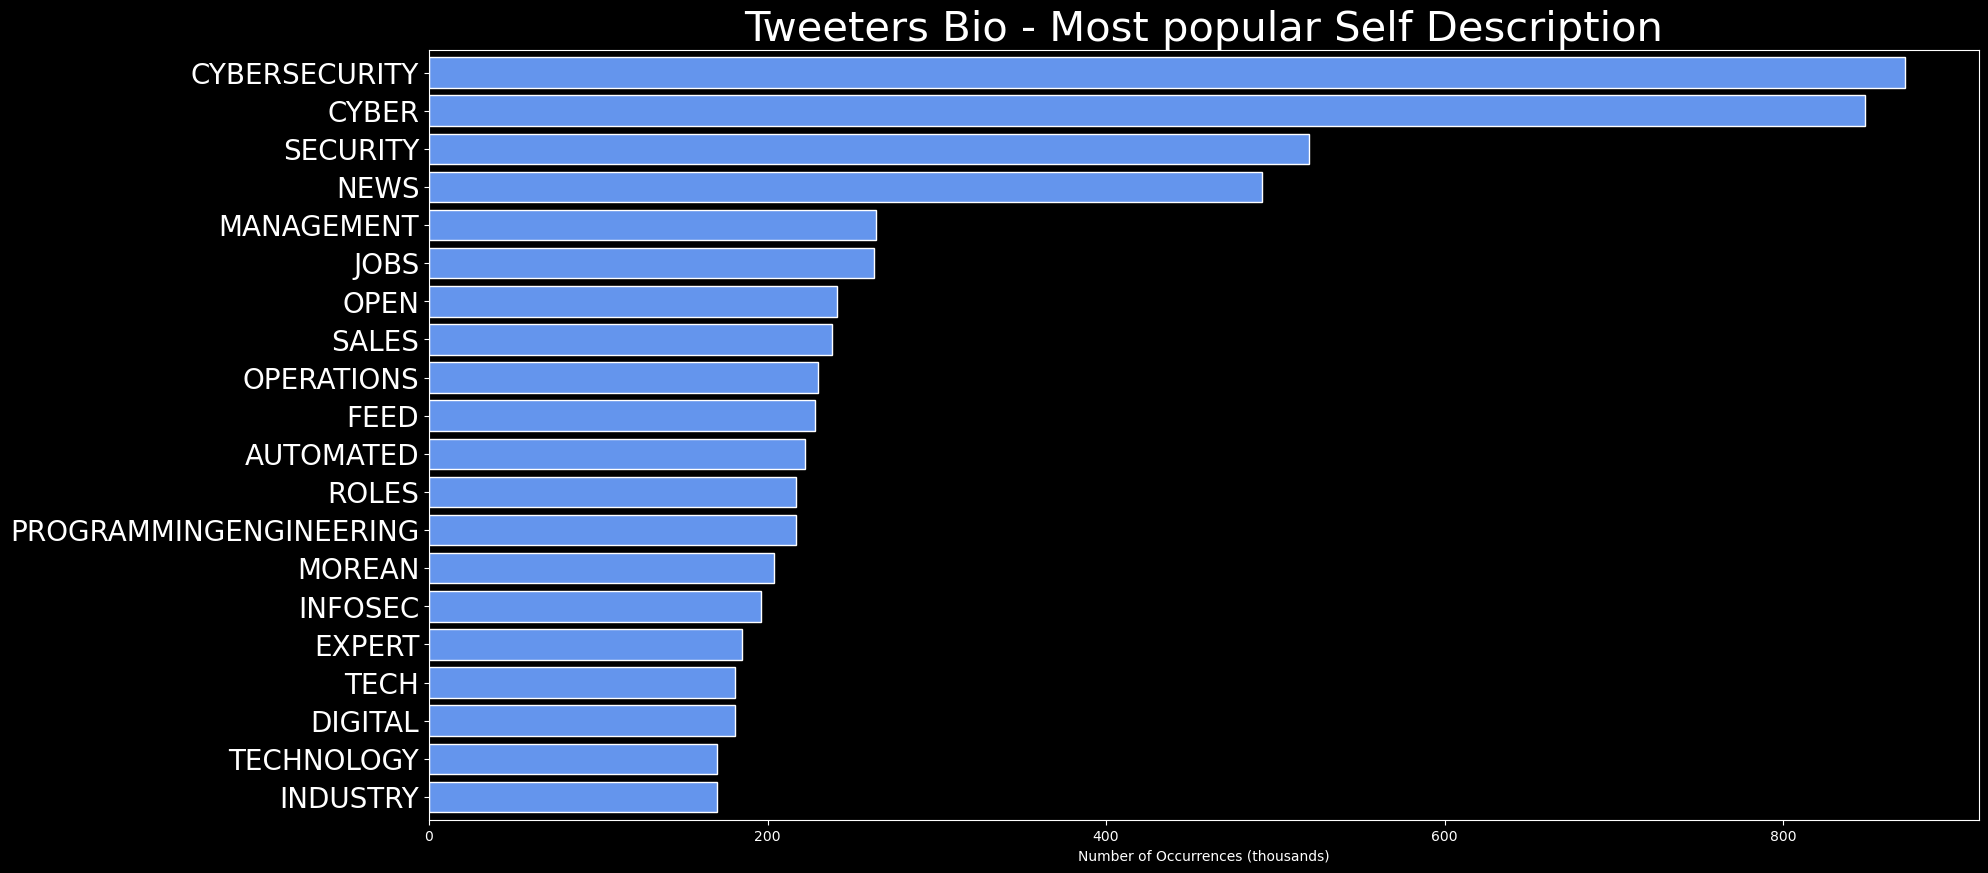 Tweeters Bio - Most popular Self Description
CYBERSECURITY
CYBER
SECURITY
NEWS
MANAGEMENT
JOBS
OPEN
SALES
OPERATIONS
FEED
AUTOMATED
ROLES
PROGRAMMINGENGINEERING
MOREAN
INFOSEC
EXPERT
TECH
DIGITAL
TECHNOLOGY
INDUSTRY
0 200 400 600 800
Number of Occurrences (thousands)